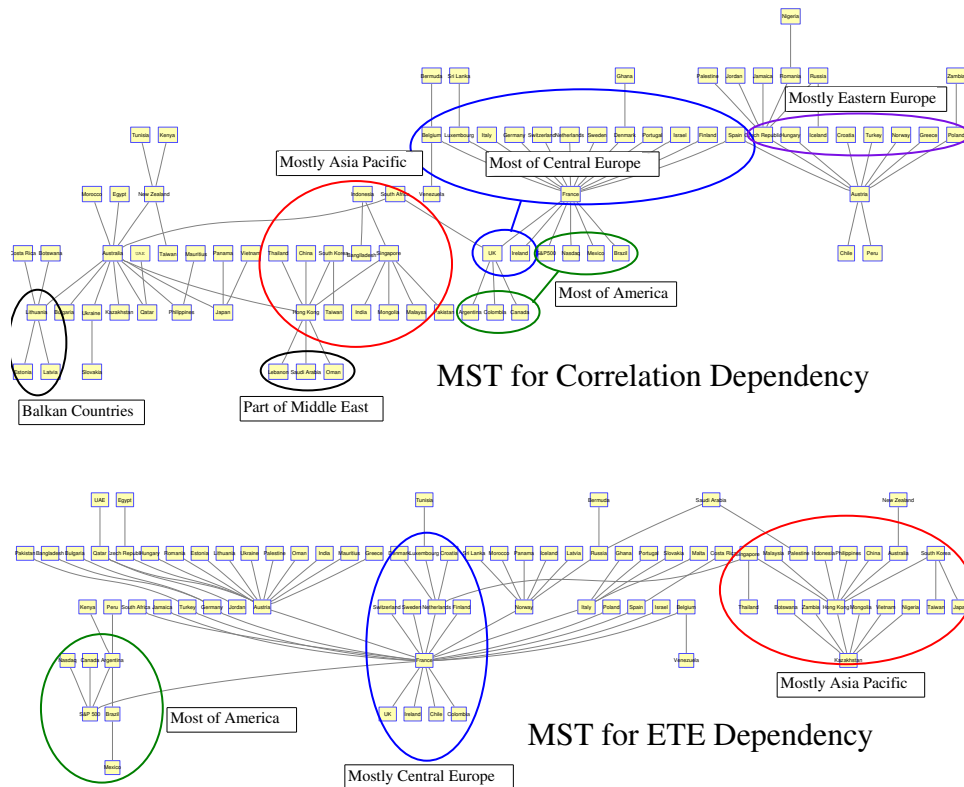 Nigeria
Bermuda Sri Lanka Ghana Palestine Jordan Jamaica Romania Russia Zambia
Mostly Eastern Europe
Tunisia Kenya Belgium Luxembourg Italy Germany Switzerland Netherlands Sweden Denmark Portugal Israel Finland Spain Czech Republic Hungary Iceland Croatia Turkey Norway Greece Poland
Mostly Asia Pacific
Most of Central Europe
Morocco Egypt New Zealand Indonesia South Africa Venezuela France Austria
Costa Rica Botswana Australia UAE Taiwan Mauritius Panama Vietnam Thailand China South Korea Bangladesh Singapore UK Ireland S&P500 Nasdaq Mexico Brazil Chile Peru
Most of America
Lithuania Bulgaria Ukraine Kazakhstan Qatar Philippines Japan Hong Kong Taiwan India Mongolia Malaysa Pakistan Argentina Colombia Canada
Estonia Latvia Slovakia Lebanon Saudi Arabia Oman
MST for Correlation Dependency
Balkan Countries
Part of Middle East
UAE Egypt Tunisia Bermuda Saudi Arabia New Zealand
Pakistan Bangladesh Bulgaria Qatar Czech Republic Hungary Romania Estonia Lithuania Ukraine Palestine Oman India Mauritius Greece Denmark Luxembourg Croatia Sri Lanka Morocco Panama Iceland Latvia Russia Ghana Portugal Slovakia Malta Costa Rica Singapore Malaysia Palestine Indonesia Philippines China Australia South Korea
Kenya Peru South Africa Jamaica Turkey Germany Jordan Austria Switzerland Sweden Netherlands Finland Norway Italy Poland Spain Israel Belgium Thailand Botswana Zambia Hong Kong Mongolia Vietnam Nigeria Taiwan Japan
Nasdaq Canada Argentina France Venezuela Kazakhstan
Mostly Asia Pacific
S&P 500 Brazil UK Ireland Chile Colombia
Most of America
MST for ETE Dependency
Mexico
Mostly Central Europe